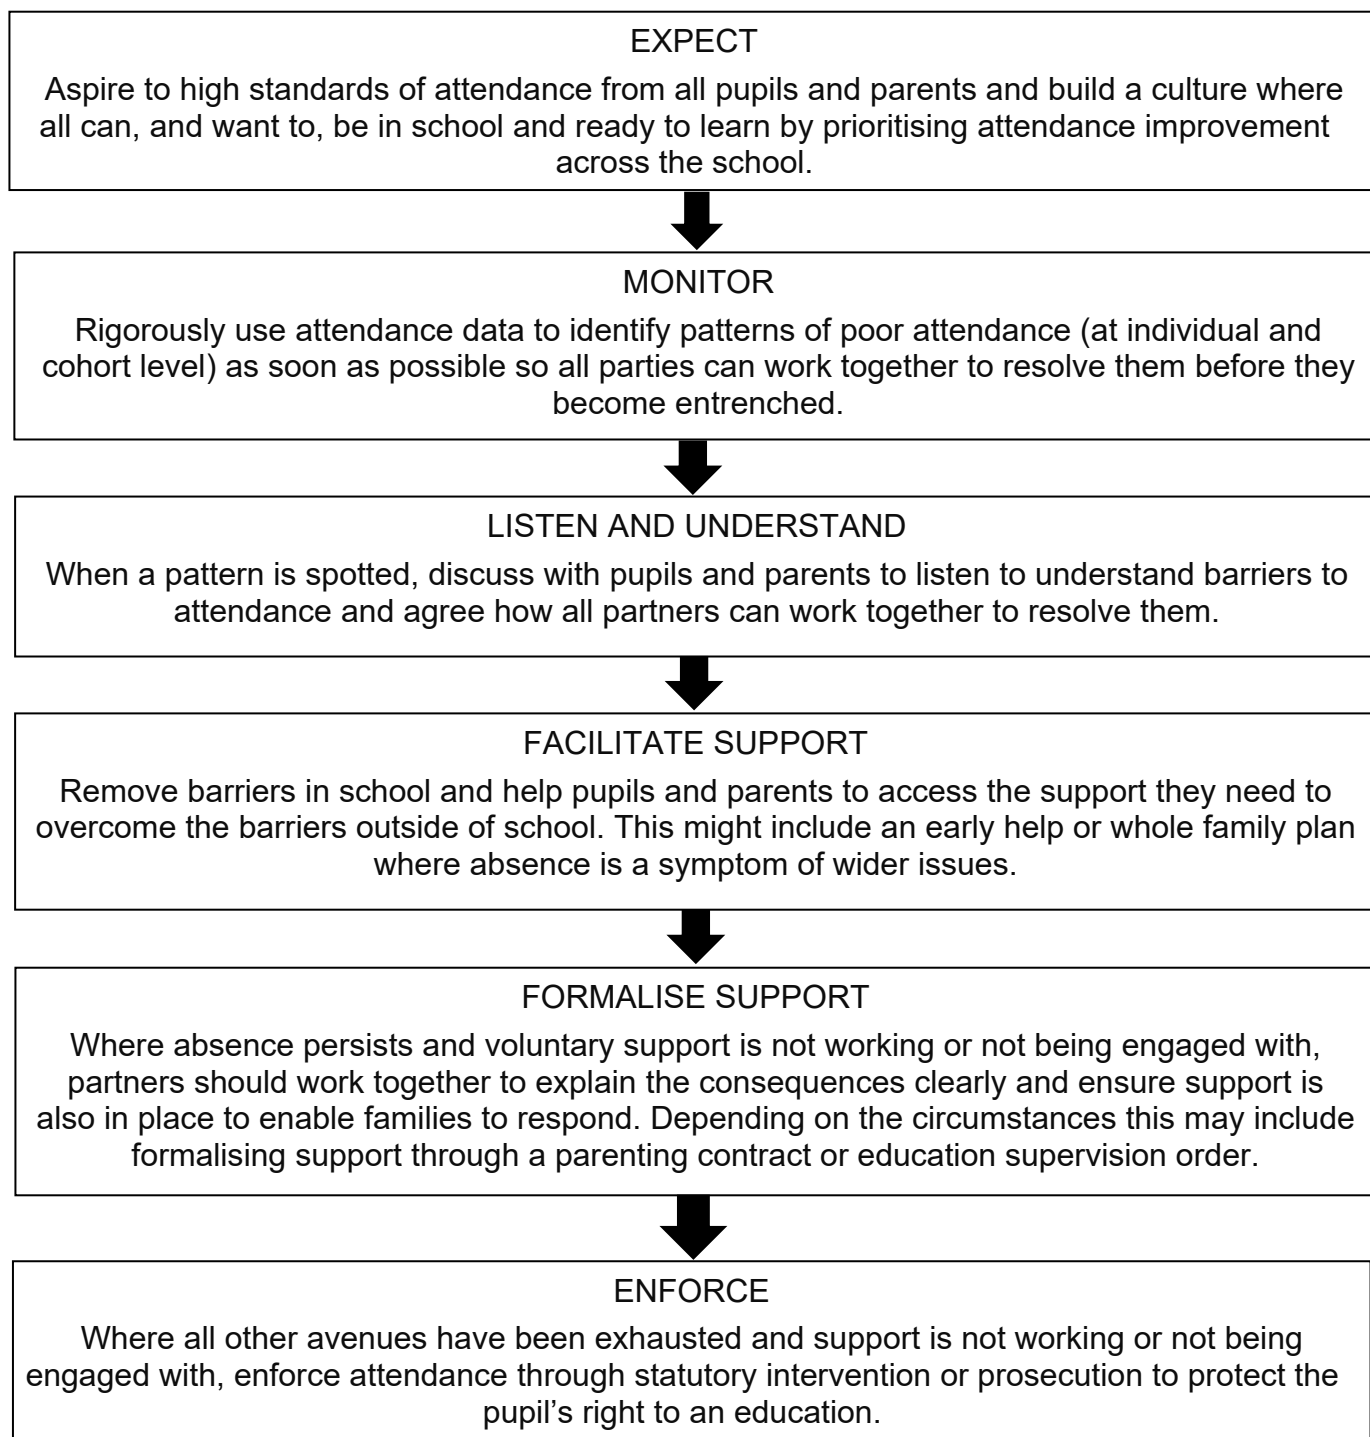 EXPECT
Aspire to high standards of attendance from all pupils and parents and build a culture where
all can, and want to, be in school and ready to learn by prioritising attendance improvement
across the school.
MONITOR
Rigorously use attendance data to identify patterns of poor attendance (at individual and
cohort level) as soon as possible so all parties can work together to resolve them before they
become entrenched.
LISTEN AND UNDERSTAND
When a pattern is spotted, discuss with pupils and parents to listen to understand barriers to
attendance and agree how all partners can work together to resolve them.
FACILITATE SUPPORT
Remove barriers in school and help pupils and parents to access the support they need to
overcome the barriers outside of school. This might include an early help or whole family plan
where absence is a symptom of wider issues.
FORMALISE SUPPORT
Where absence persists and voluntary support is not working or not being engaged with,
partners should work together to explain the consequences clearly and ensure support is
also in place to enable families to respond. Depending on the circumstances this may include
formalising support through a parenting contract or education supervision order.
ENFORCE
Where all other avenues have been exhausted and support is not working or not being
engaged with, enforce attendance through statutory intervention or prosecution to protect the
pupil’s right to an education.